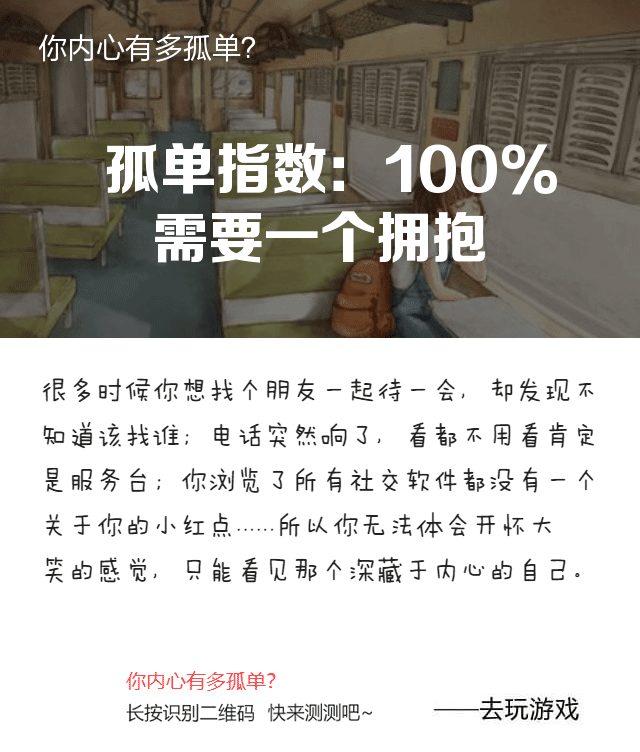 你内心有多孤单?
孤单指数: 100%
需要一个拥抱
很多时候你想找个朋友一起待一会, 却发现不
知道该找谁; 电话突然响了, 看都不用看肯定
是服务台; 你浏览了所有社交软件都没有一个
关于你的小红点……所以你无法体会开怀大
笑的感觉, 只能看见那个深藏于内心的自己。
你内心有多孤单?
长按识别二维码 快来测测吧~
——去玩游戏